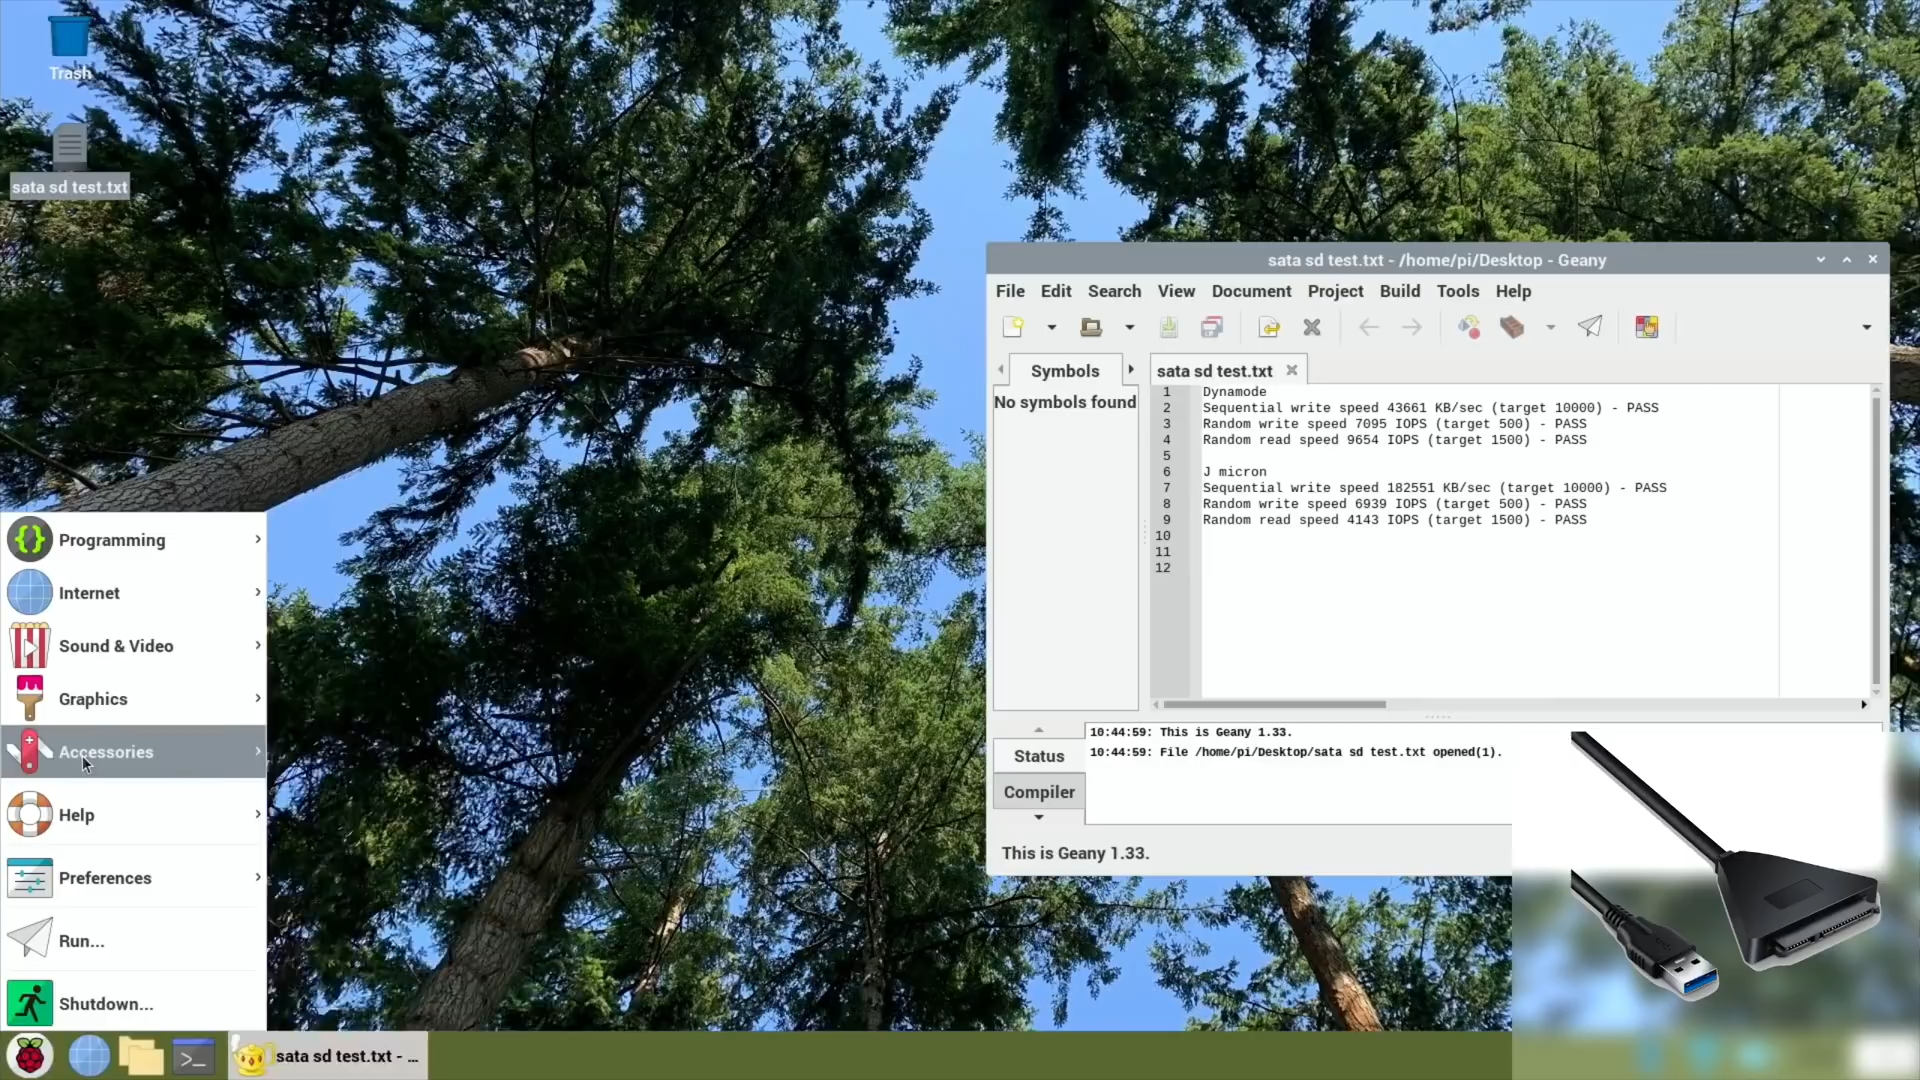 Trash
sata sd test.txt
Programming
Internet
Sound & Video
Graphics
Accessories
Help
Preferences
Run...
Shutdown...
sata sd test.txt - ...
sata sd test.txt - /home/pi/Desktop - Geany
File Edit Search View Document Project Build Tools Help
Symbols
No symbols found
sata sd test.txt
1 Dynamode
2 Sequential write speed 43661 KB/sec (target 10000) - PASS
3 Random write speed 7095 IOPS (target 500) - PASS
4 Random read speed 9654 IOPS (target 1500) - PASS
5
6 J micron
7 Sequential write speed 182551 KB/sec (target 10000) - PASS
8 Random write speed 6939 IOPS (target 500) - PASS
9 Random read speed 4143 IOPS (target 1500) - PASS
10
11
12
Status
Compiler
10:44:59: This is Geany 1.33.
10:44:59: File /home/pi/Desktop/sata sd test.txt opened(1).
This is Geany 1.33.